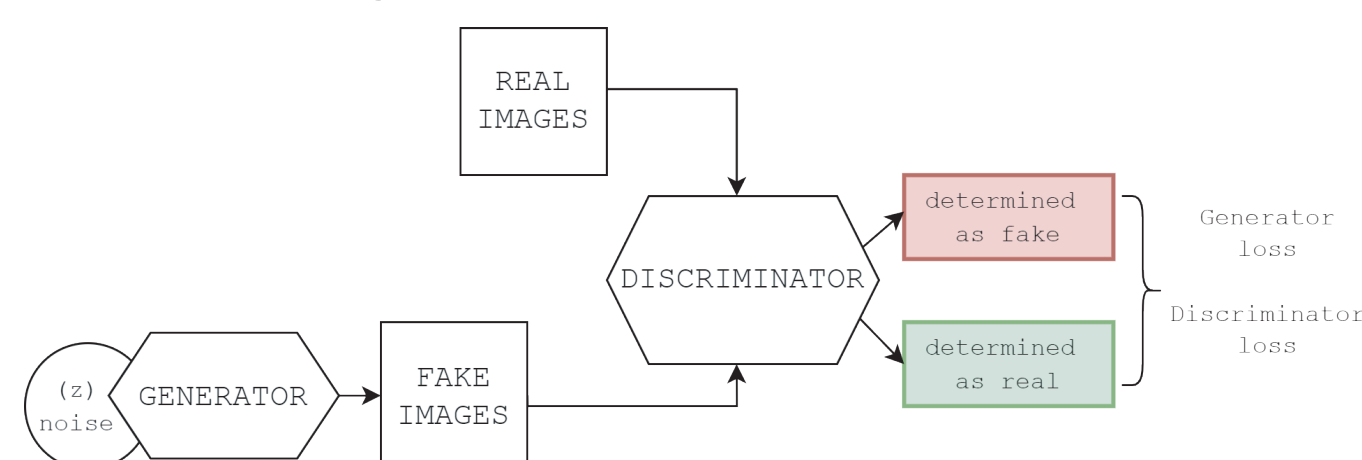 REAL
IMAGES
determined
as fake
Generator
loss
DISCRIMINATOR
Discriminator
loss
determined
as real
FAKE
IMAGES
(z)
noise
GENERATOR